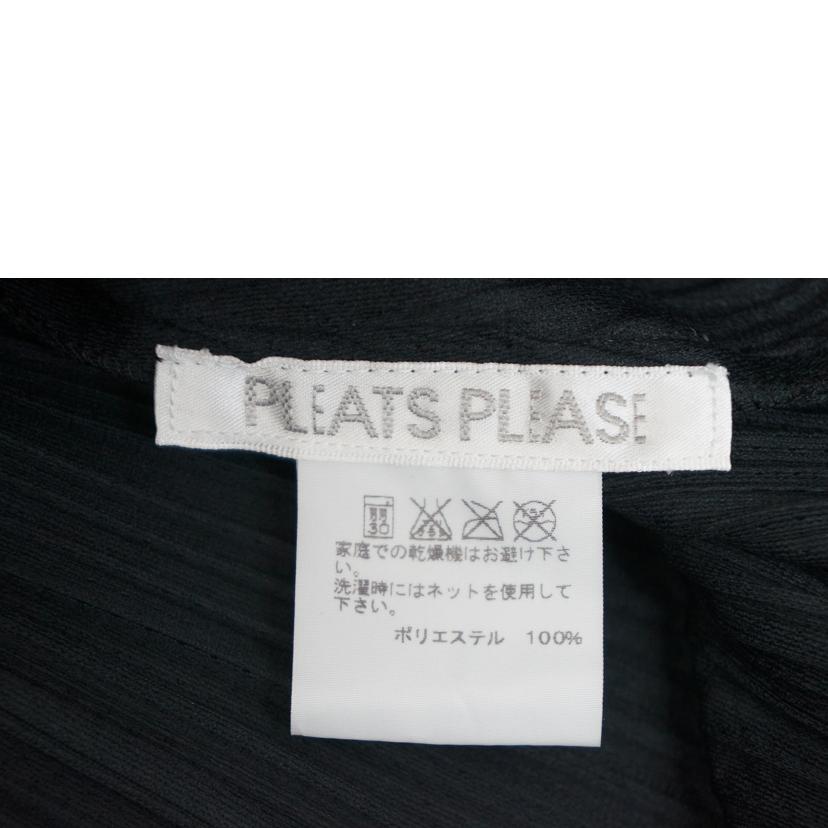 PLEATS PLEASE
30
家庭での乾燥機はお避け下さ
い。
洗濯時にはネットを使用して
下さい。
ポリエステル 100%